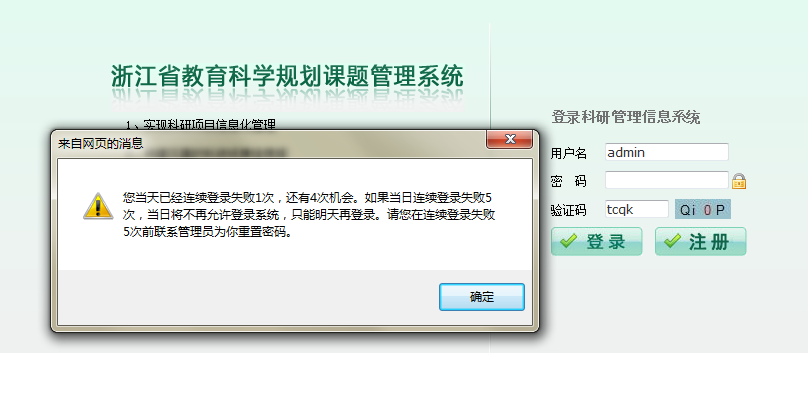 浙江省教育科学规划课题管理系统
1、实现科研项目信息化管理
登录科研管理信息系统
来自网页的消息
用户名 admin
您当天已经连续登录失败1次，还有4次机会。如果当日连续登录失败5
次，当日将不再允许登录系统，只能明天再登录。请您在连续登录失败
5次前联系管理员为你重置密码。
密 码
验证码 tcqk Qi 0 P
登 录 注 册
确定